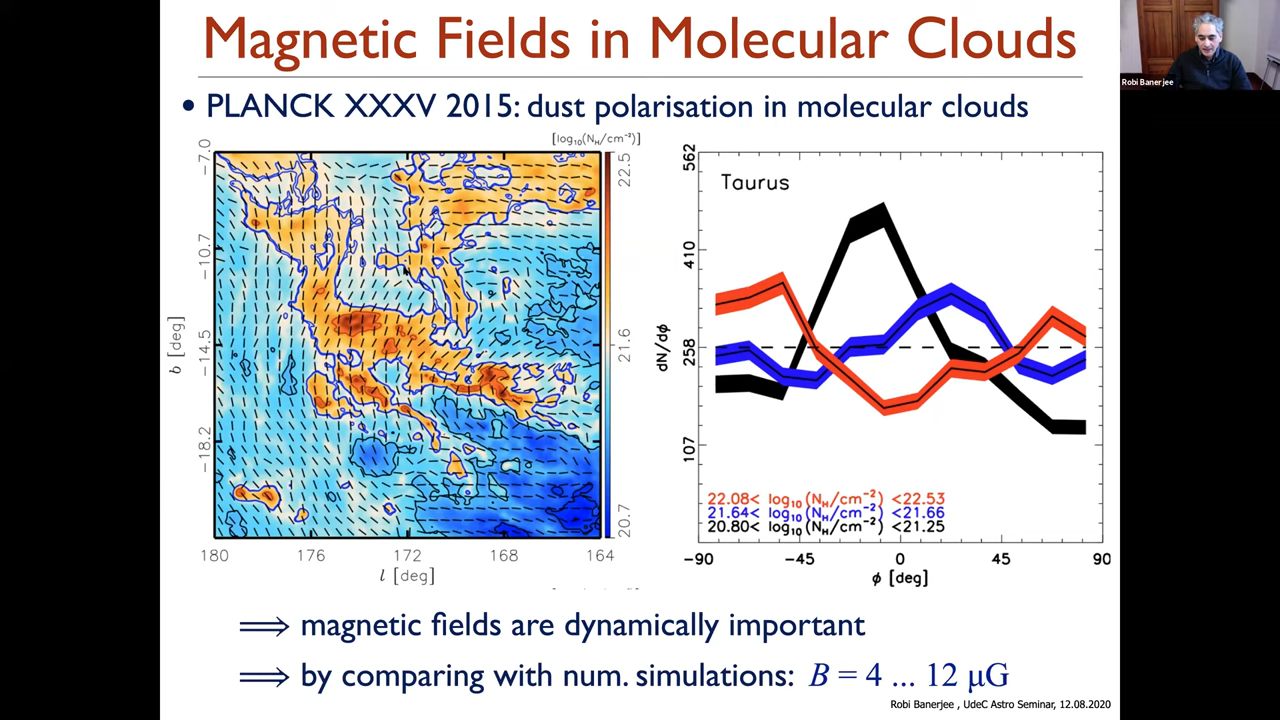 Magnetic Fields in Molecular Clouds
Robi Banerjee
• PLANCK XXXV 2015: dust polarisation in molecular clouds
[log₁₀(N_H/cm⁻²)]
−7.0
−10.7
−14.5
−18.2
b [deg]
22.5
21.6
20.7
180 176 172 168 164
l [deg]
562
410
258
107
dN/dϕ
Taurus
22.08< log₁₀(N_H/cm⁻²) <22.53
21.64< log₁₀(N_H/cm⁻²) <21.66
20.80< log₁₀(N_H/cm⁻²) <21.25
−90 −45 0 45 90
ϕ [deg]
⟹ magnetic fields are dynamically important
⟹ by comparing with num. simulations: B = 4 ... 12 μG
Robi Banerjee , UdeC Astro Seminar, 12.08.2020